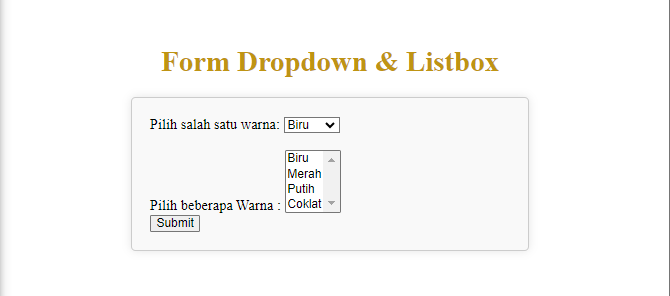 Form Dropdown & Listbox
Pilih salah satu warna: Biru
Biru
Merah
Putih
Coklat
Pilih beberapa Warna :
Submit